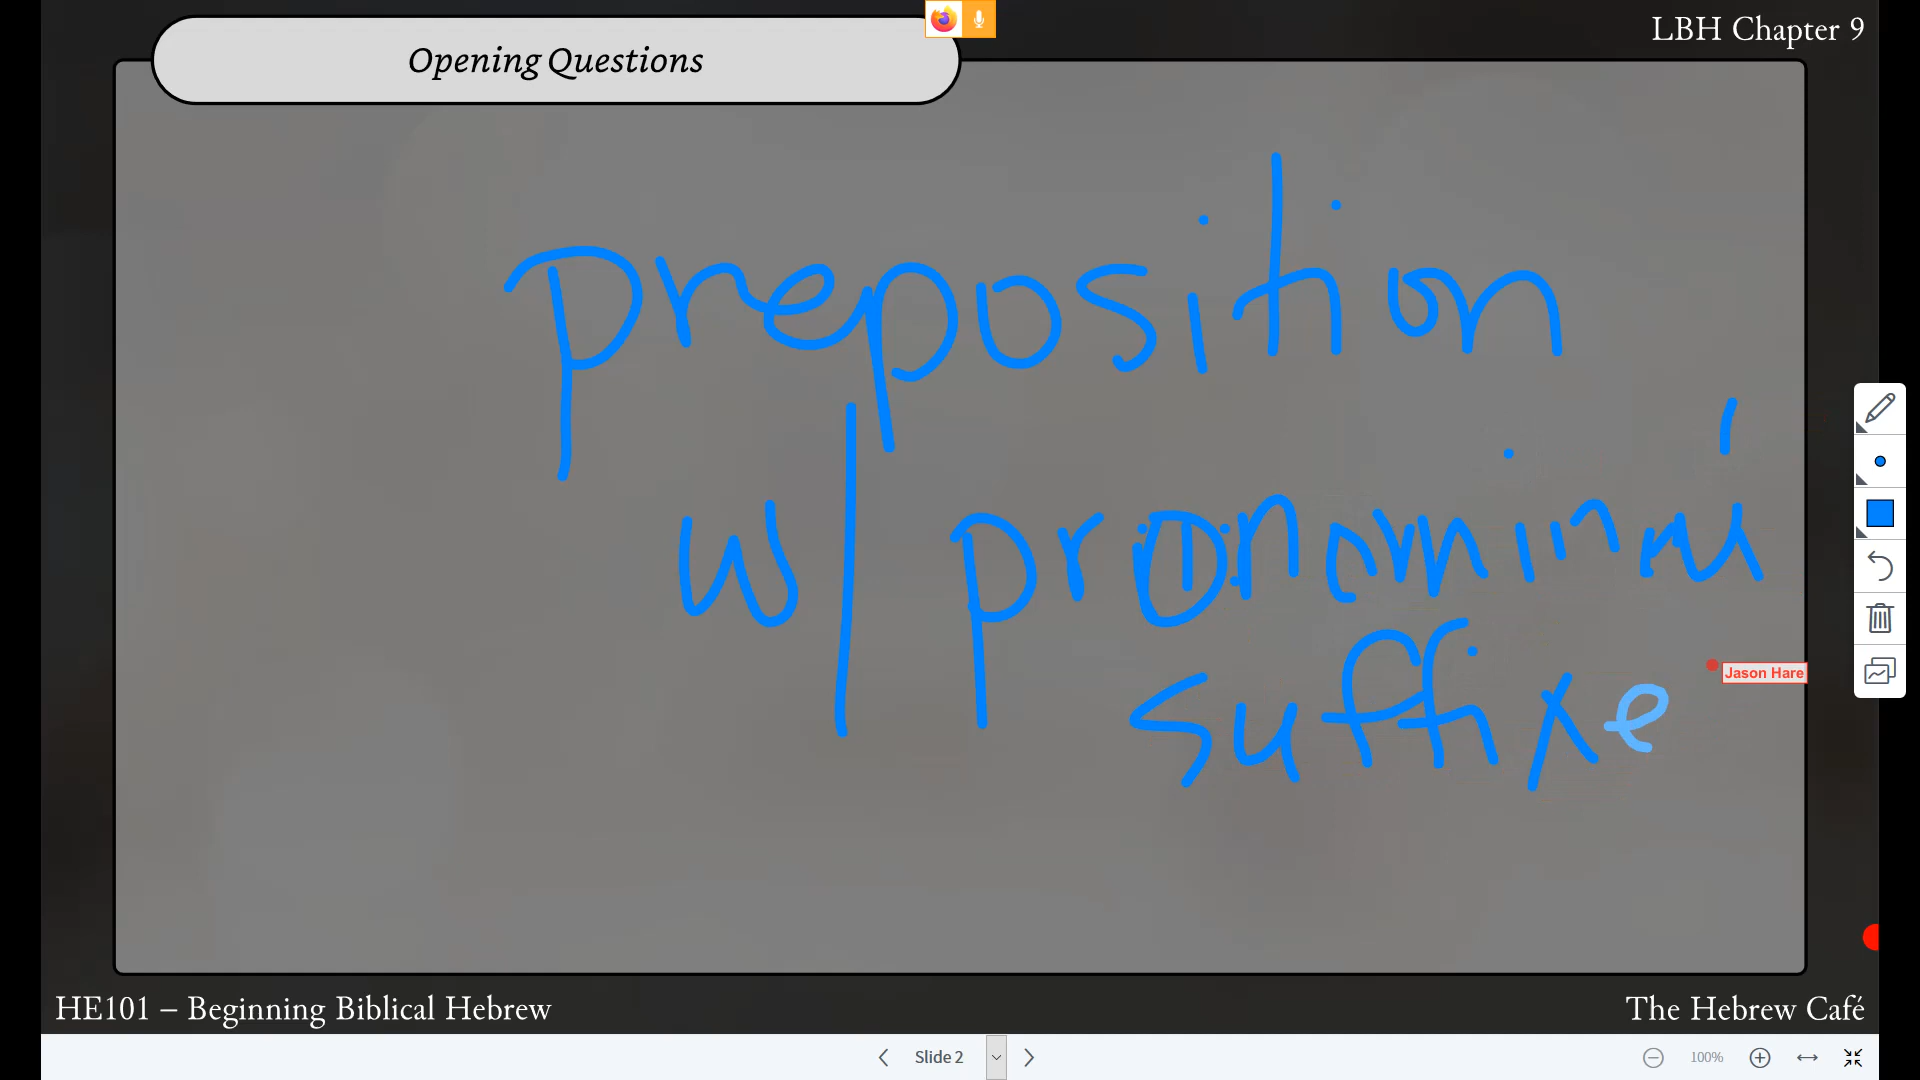 Opening Questions
LBH Chapter 9
preposition
w/ pronominal
suffixe
Jason Hare
HE101 – Beginning Biblical Hebrew
The Hebrew Café
Slide 2
100%